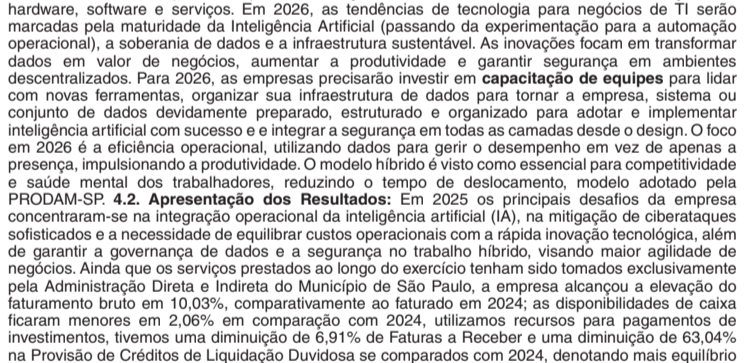 hardware, software e serviços. Em 2026, as tendências de tecnologia para negócios de TI serão
marcadas pela maturidade da Inteligência Artificial (passando da experimentação para a automação
operacional), a soberania de dados e a infraestrutura sustentável. As inovações focam em transformar
dados em valor de negócios, aumentar a produtividade e garantir segurança em ambientes
descentralizados. Para 2026, as empresas precisarão investir em capacitação de equipes para lidar
com novas ferramentas, organizar sua infraestrutura de dados para tornar a empresa, sistema ou
conjunto de dados devidamente preparado, estruturado e organizado para adotar e implementar
inteligência artificial com sucesso e e integrar a segurança em todas as camadas desde o design. O foco
em 2026 é a eficiência operacional, utilizando dados para gerir o desempenho em vez de apenas a
presença, impulsionando a produtividade. O modelo híbrido é visto como essencial para competitividade
e saúde mental dos trabalhadores, reduzindo o tempo de deslocamento, modelo adotado pela
PRODAM-SP. 4.2. Apresentação dos Resultados: Em 2025 os principais desafios da empresa
concentraram-se na integração operacional da inteligência artificial (IA), na mitigação de ciberataques
sofisticados e a necessidade de equilibrar custos operacionais com a rápida inovação tecnológica, além
de garantir a governança de dados e a segurança no trabalho híbrido, visando maior agilidade de
negócios. Ainda que os serviços prestados ao longo do exercício tenham sido tomados exclusivamente
pela Administração Direta e Indireta do Município de São Paulo, a empresa alcançou a elevação do
faturamento bruto em 10,03%, comparativamente ao faturado em 2024; as disponibilidades de caixa
ficaram menores em 2,06% em comparação com 2024, utilizamos recursos para pagamentos de
investimentos, tivemos uma diminuição de 6,91% de Faturas a Receber e uma diminuição de 63,04%
na Provisão de Créditos de Liquidação Duvidosa se comparados com 2024, denotando mais equilíbrio